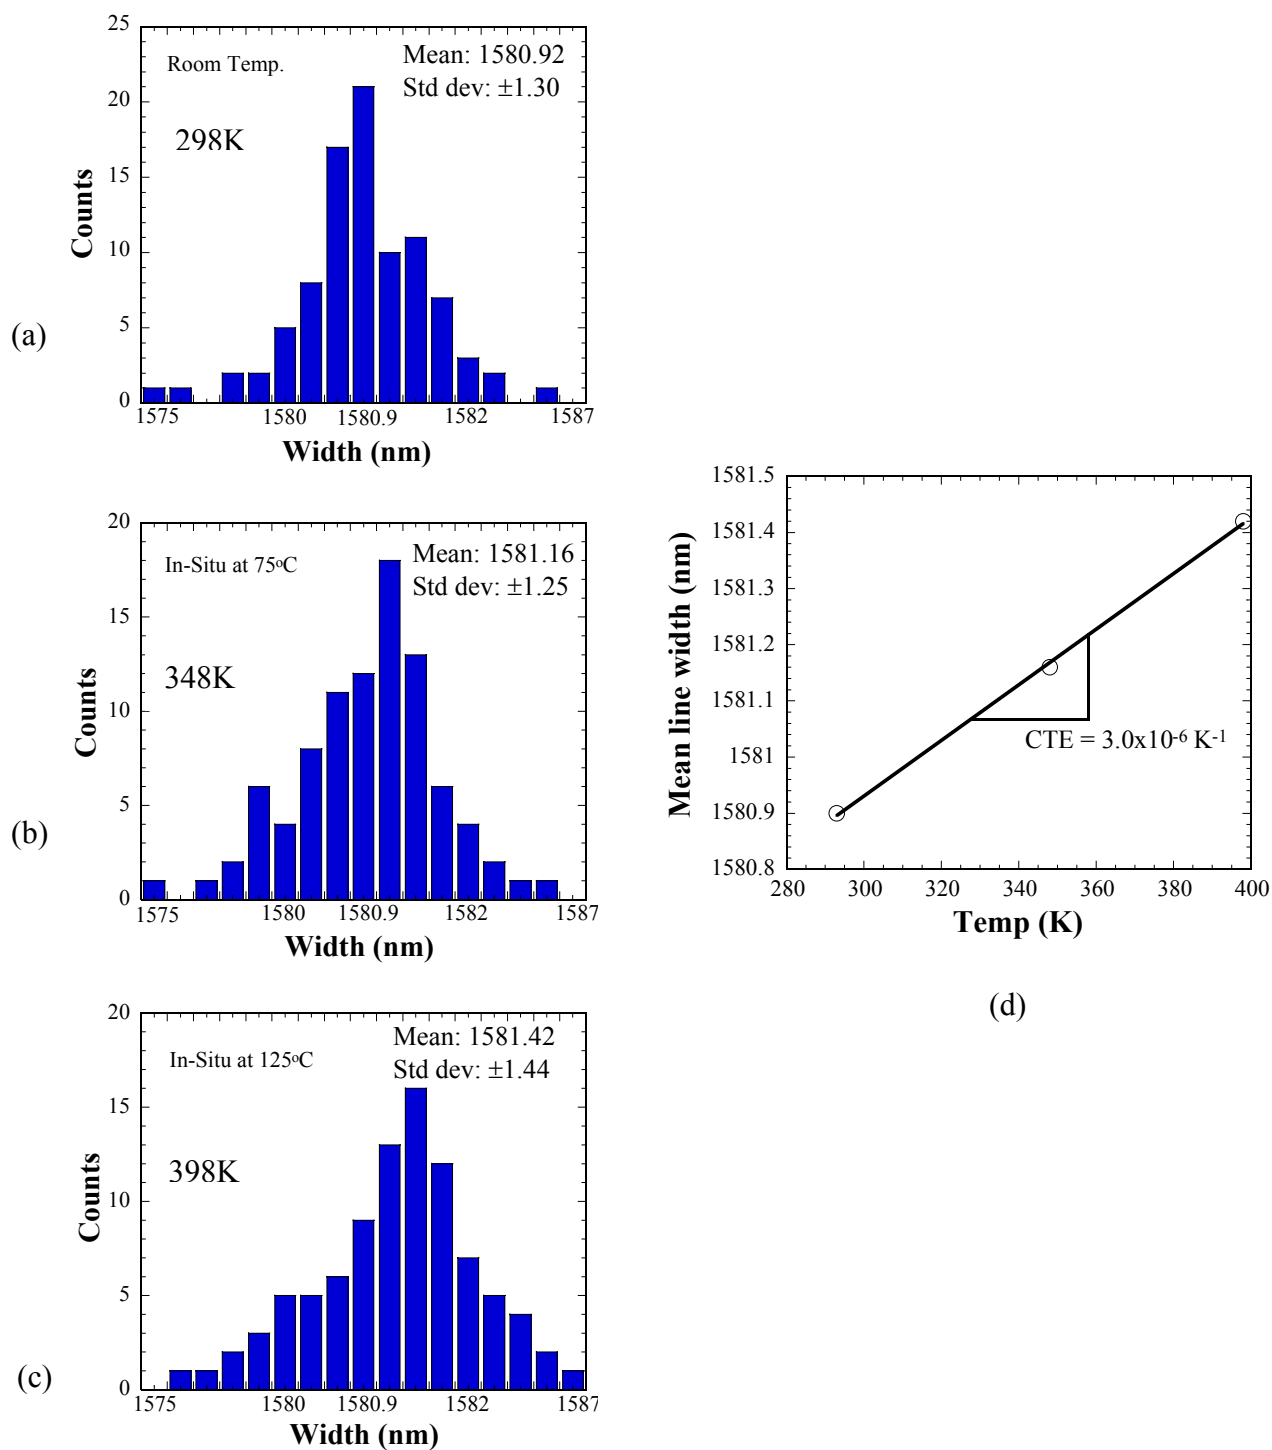 25
20
15
10
5
0
Counts
Room Temp.
298K
Mean: 1580.92
Std dev: ±1.30
1575
1580
1580.9
1582
1587
Width (nm)
(a)
20
15
10
5
0
Counts
In-Situ at 75°C
348K
Mean: 1581.16
Std dev: ±1.25
1575
1580
1580.9
1582
1587
Width (nm)
(b)
20
15
10
5
0
Counts
In-Situ at 125°C
398K
Mean: 1581.42
Std dev: ±1.44
1575
1580
1580.9
1582
1587
Width (nm)
(c)
1581.5
1581.4
1581.3
1581.2
1581.1
1581
1580.9
1580.8
Mean line width (nm)
CTE = 3.0x10⁻⁶ K⁻¹
280
300
320
340
360
380
400
Temp (K)
(d)